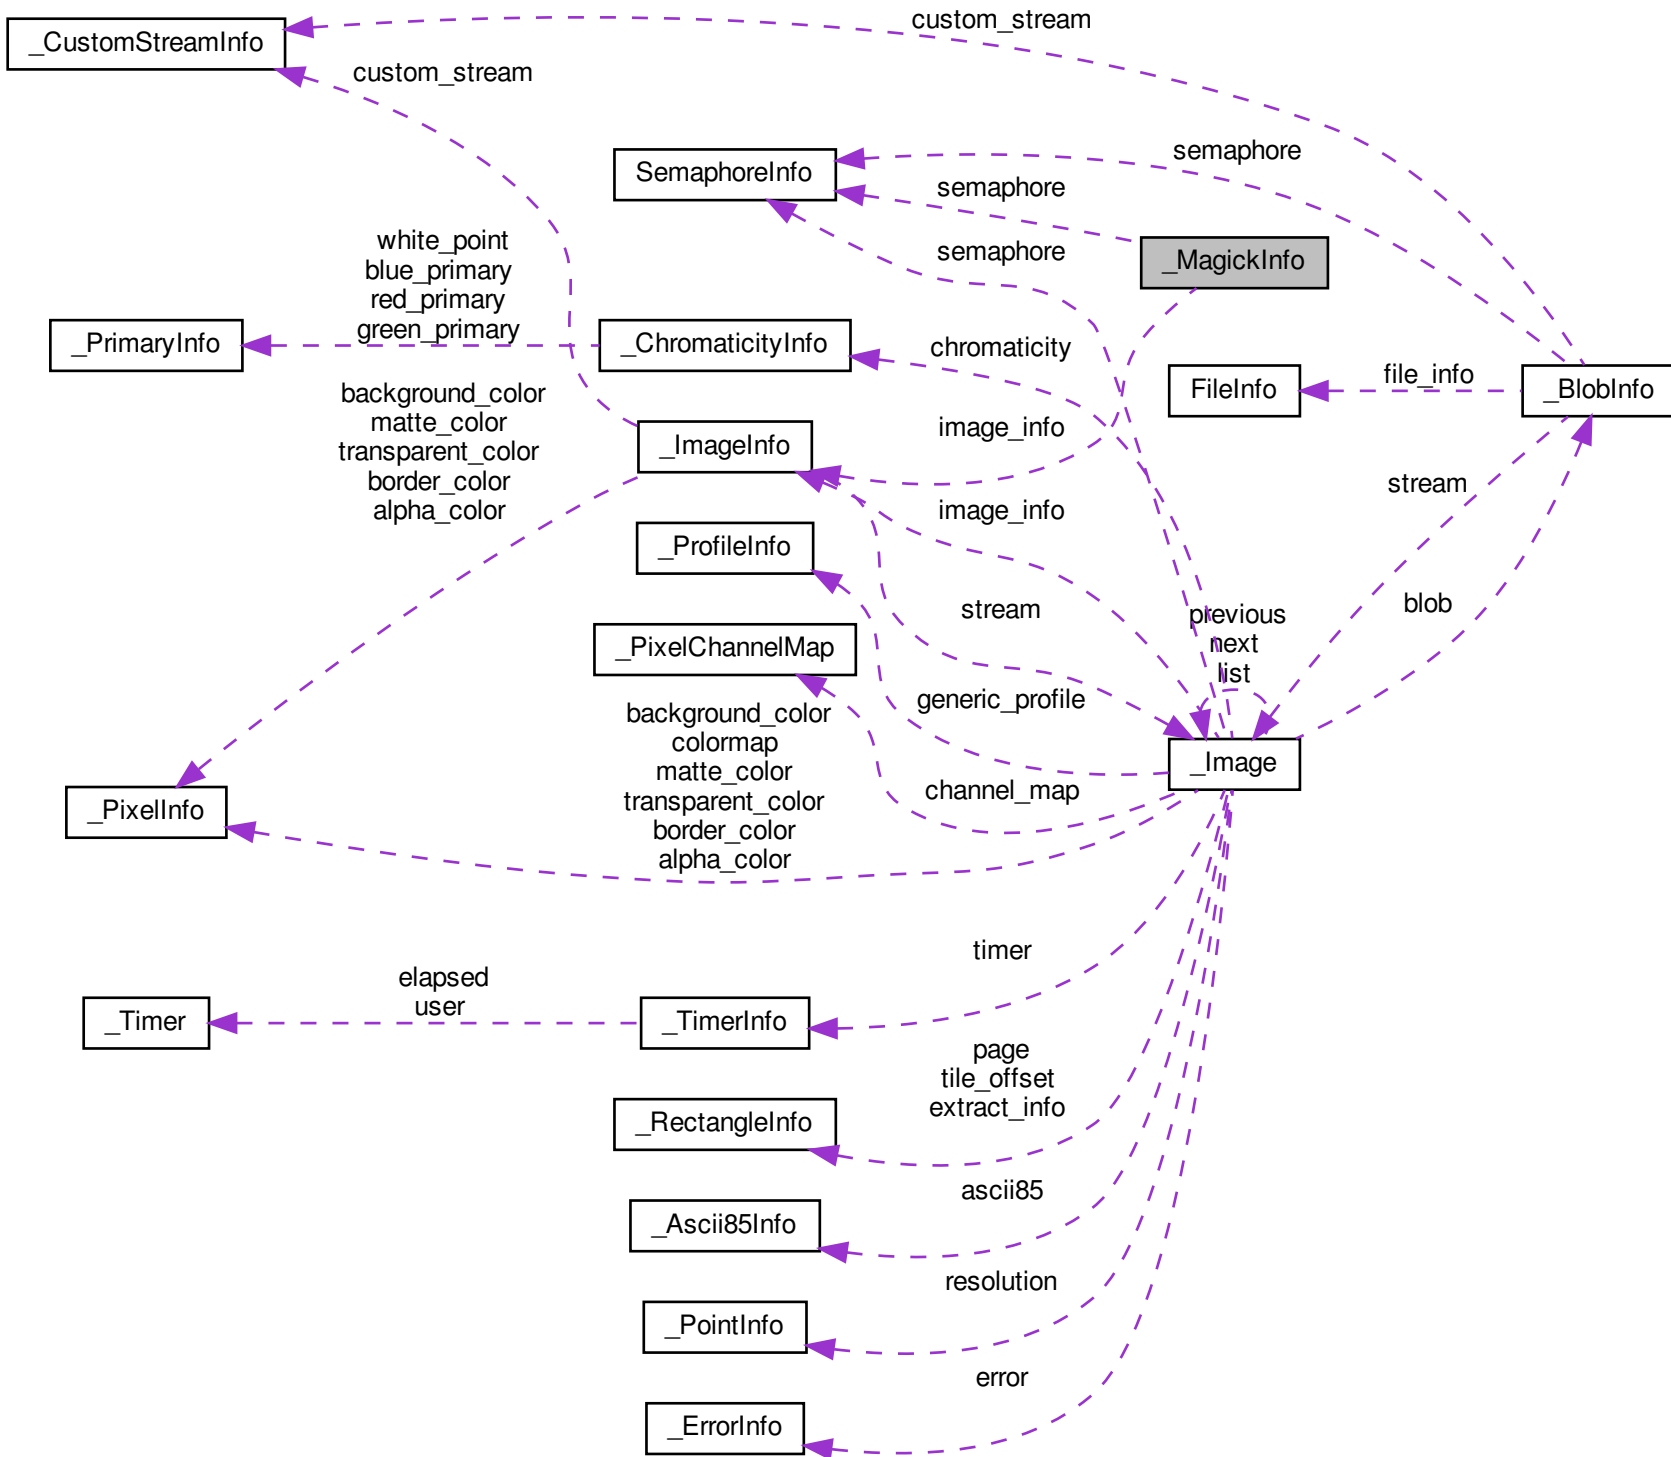 custom_stream
_CustomStreamInfo
custom_stream
semaphore
SemaphoreInfo
semaphore
white_point
blue_primary
red_primary
green_primary
semaphore
_MagickInfo
_PrimaryInfo
_ChromaticityInfo
chromaticity
file_info
FileInfo
_BlobInfo
background_color
matte_color
transparent_color
border_color
alpha_color
_ImageInfo
image_info
stream
image_info
_ProfileInfo
stream
blob
previous
next
list
_PixelChannelMap
generic_profile
background_color
colormap
matte_color
transparent_color
border_color
alpha_color
channel_map
_Image
_PixelInfo
timer
elapsed
user
_Timer
_TimerInfo
page
tile_offset
extract_info
_RectangleInfo
ascii85
_Ascii85Info
resolution
_PointInfo
error
_ErrorInfo